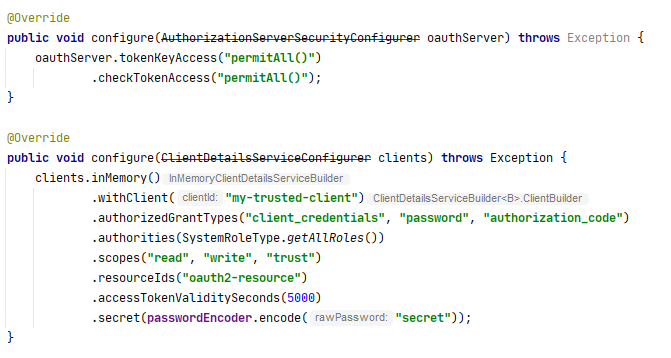 @Override
public void configure(AuthorizationServerSecurityConfigurer oauthServer) throws Exception {
    oauthServer.tokenKeyAccess("permitAll()")
            .checkTokenAccess("permitAll()");
}

@Override
public void configure(ClientDetailsServiceConfigurer clients) throws Exception {
    clients.inMemory() InMemoryClientDetailsServiceBuilder
            .withClient( clientId: "my-trusted-client") ClientDetailsServiceBuilder<B>.ClientBuilder
            .authorizedGrantTypes("client_credentials", "password", "authorization_code")
            .authorities(SystemRoleType.getAllRoles())
            .scopes("read", "write", "trust")
            .resourceIds("oauth2-resource")
            .accessTokenValiditySeconds(5000)
            .secret(passwordEncoder.encode( rawPassword: "secret"));
}